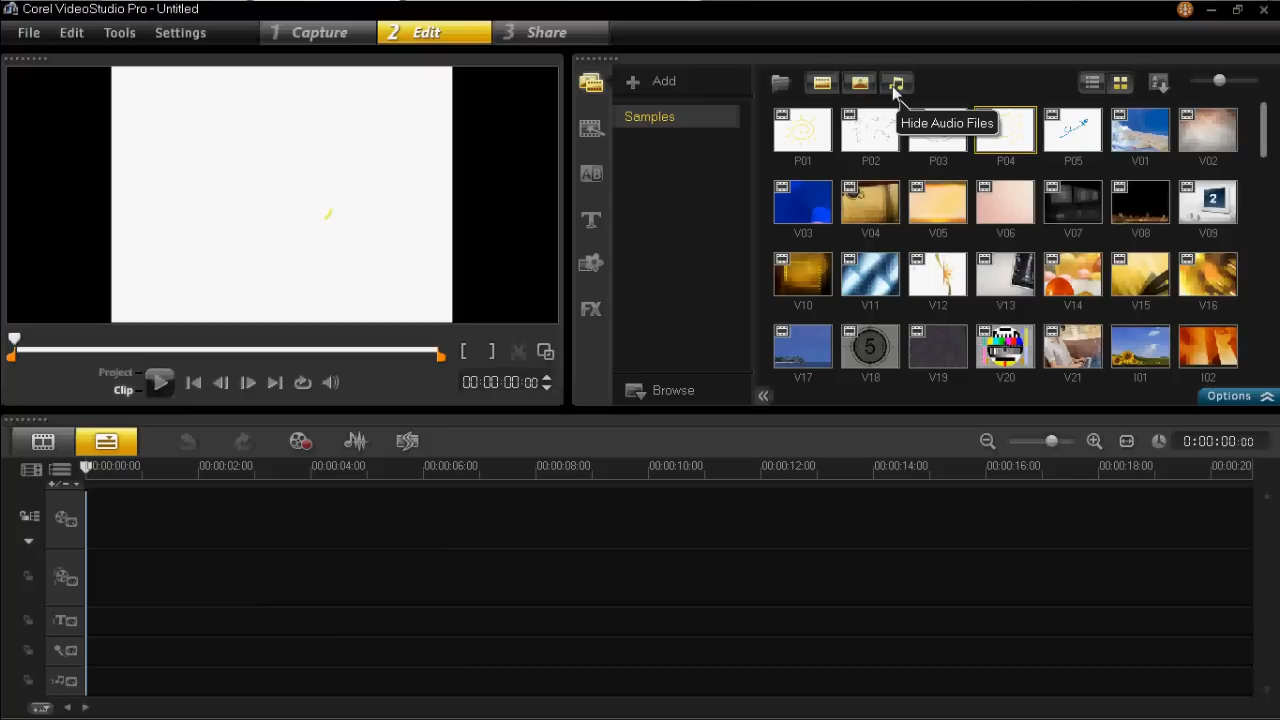 Corel VideoStudio Pro - Untitled
File Edit Tools Settings 1 Capture 2 Edit 3 Share
Add
Samples
Hide Audio Files
P01 P02 P03 P04 P05 V01 V02
V03 V04 V05 V06 V07 V08 V09
2
V10 V11 V12 V13 V14 V15 V16
5
V17 V18 V19 V20 V21 I01 I02
Project
Clip
[ ]
00:00:00:00
Browse
Options
AB
T
FX
0:00:00:00
00:00:00:00 00:00:02:00 00:00:04:00 00:00:06:00 00:00:08:00 00:00:10:00 00:00:12:00 00:00:14:00 00:00:16:00 00:00:18:00 00:00:20